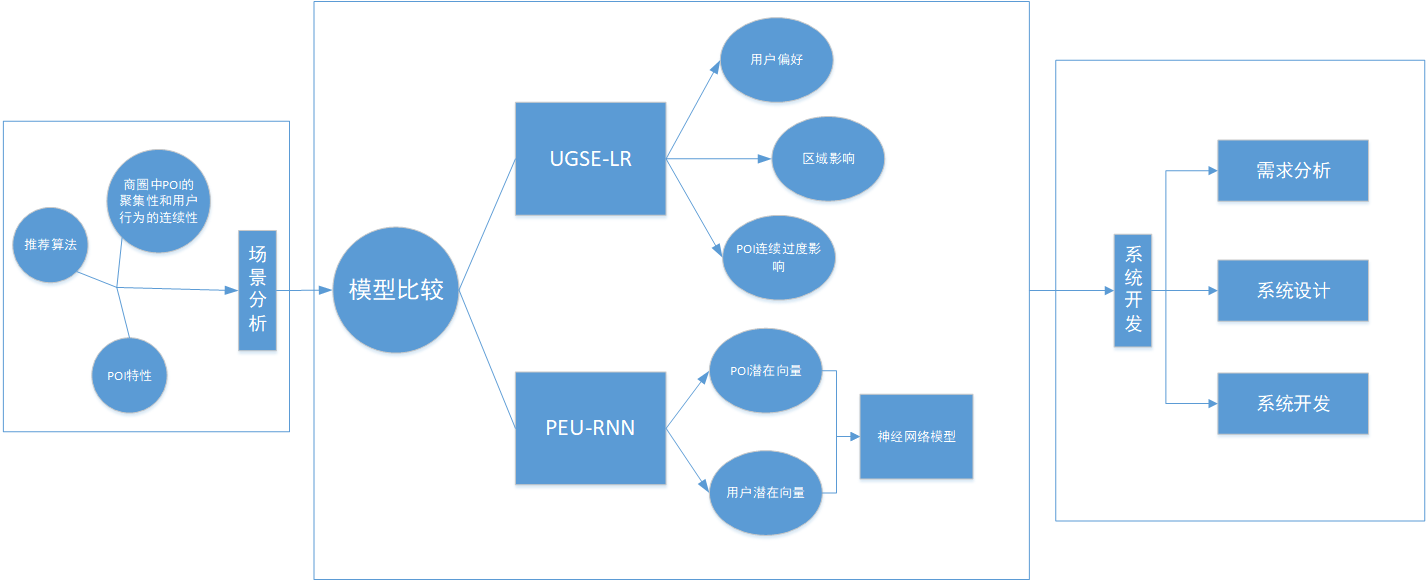 商圈中POI的
聚集性和用户
行为的连续性
推荐算法
POI特性
场
景
分
析
模型比较
UGSE-LR
用户偏好
区域影响
POI连续过度影
响
PEU-RNN
POI潜在向量
用户潜在向量
神经网络模型
系
统
开
发
需求分析
系统设计
系统开发